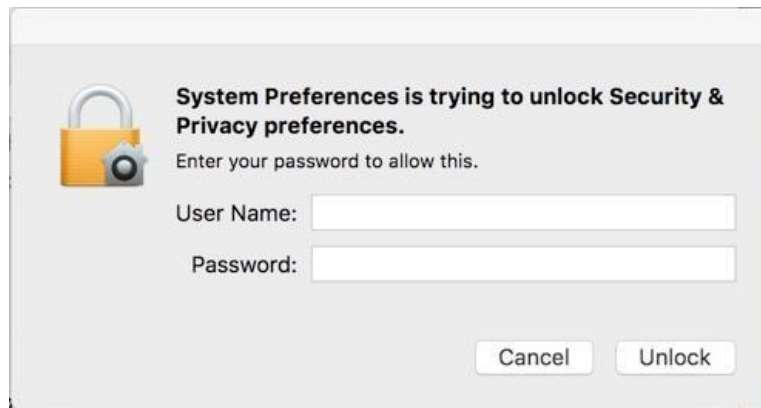 System Preferences is trying to unlock Security &
Privacy preferences.
Enter your password to allow this.
User Name:
Password:
Cancel
Unlock